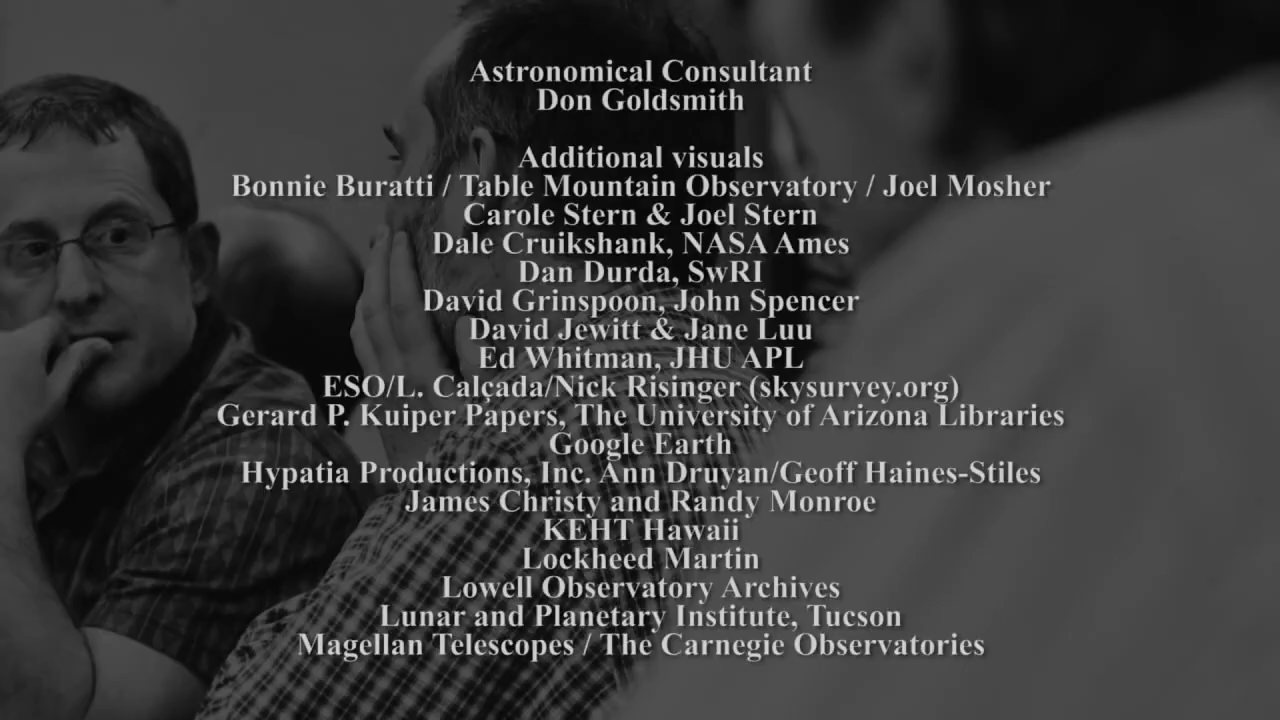 Astronomical Consultant
Don Goldsmith
Additional visuals
Bonnie Buratti / Table Mountain Observatory / Joel Mosher
Carole Stern & Joel Stern
Dale Cruikshank, NASA Ames
Dan Durda, SwRI
David Grinspoon, John Spencer
David Jewitt & Jane Luu
Ed Whitman, JHU APL
ESO/L. Calçada/Nick Risinger (skysurvey.org)
Gerard P. Kuiper Papers, The University of Arizona Libraries
Google Earth
Hypatia Productions, Inc. Ann Druyan/Geoff Haines-Stiles
James Christy and Randy Monroe
KEHT Hawaii
Lockheed Martin
Lowell Observatory Archives
Lunar and Planetary Institute, Tucson
Magellan Telescopes / The Carnegie Observatories